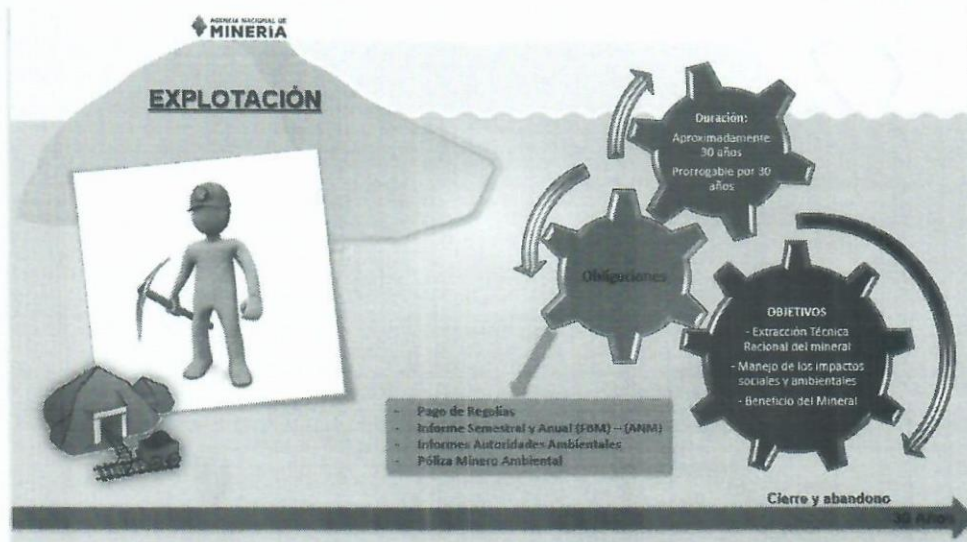 AGENCIA NACIONAL DE
MINERÍA
EXPLOTACIÓN
Duración:
Aproximadamente
30 años
Prorrogable por 30
años
Obligaciones
OBJETIVOS
- Extracción Técnica
Racional del mineral
- Manejo de los impactos
sociales y ambientales
- Beneficio del Mineral
- Pago de Regalías
- Informe Semestral y Anual (FBM) – (ANM)
- Informes Autoridades Ambientales
- Póliza Minero Ambiental
Cierre y abandono
30 Años